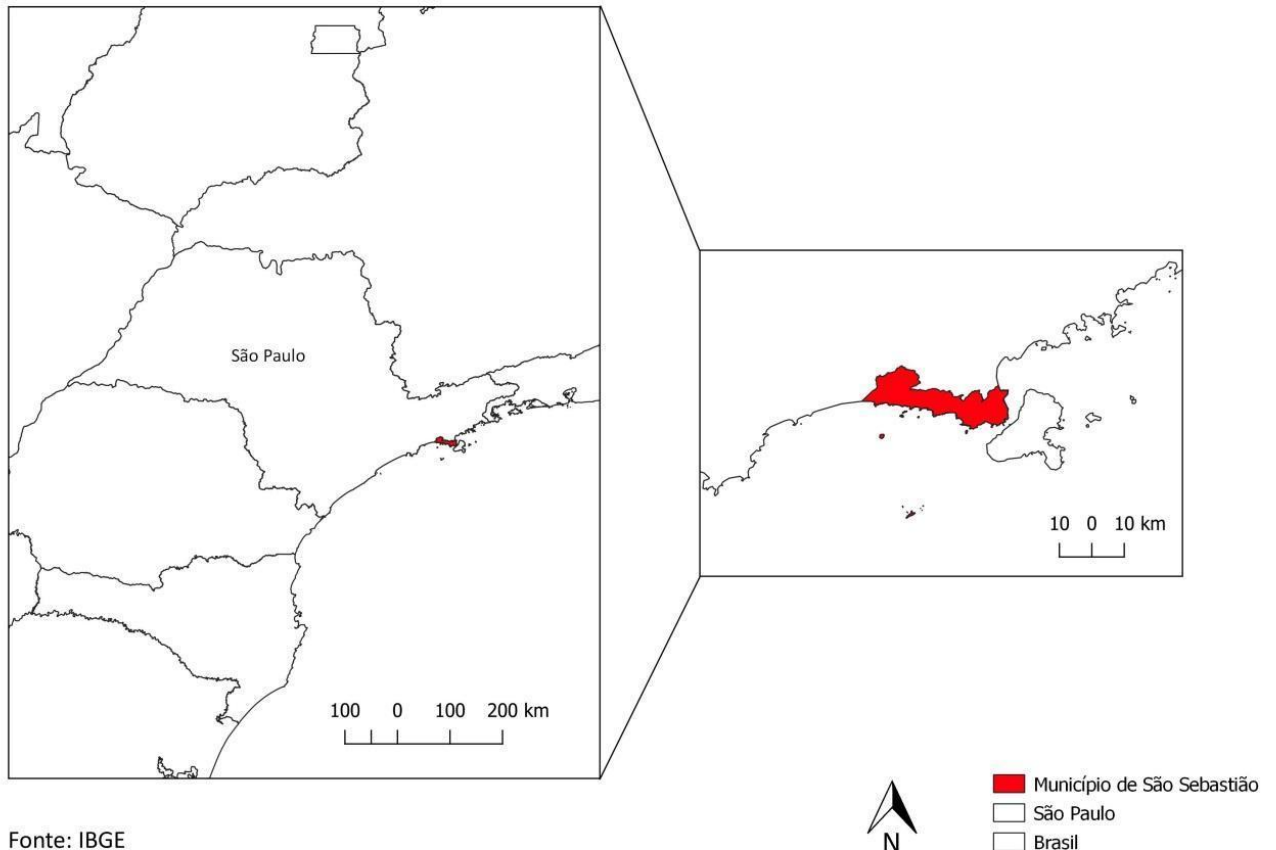 São Paulo
100 0 100 200 km
10 0 10 km
N
Município de São Sebastião
São Paulo
Brasil
Fonte: IBGE